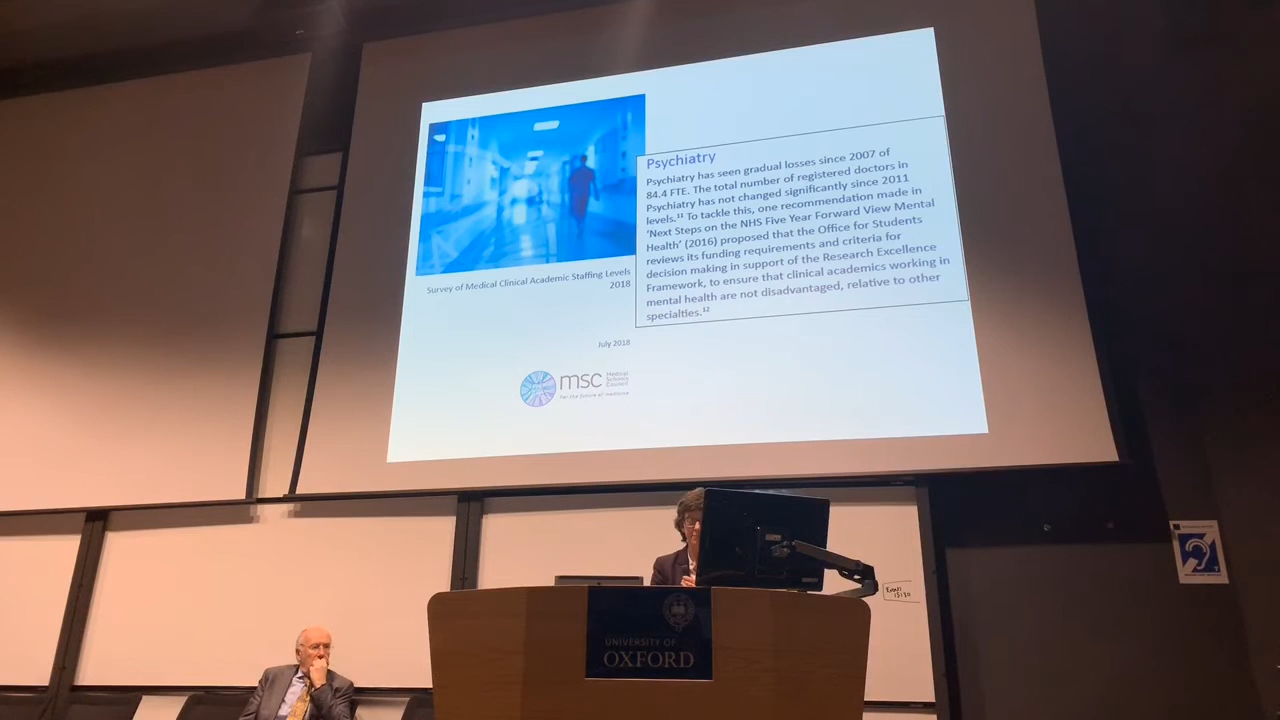 Psychiatry
Psychiatry has seen gradual losses since 2007 of
84.4 FTE. The total number of registered doctors in
Psychiatry has not changed significantly since 2011
levels.¹¹ To tackle this, one recommendation made in
‘Next Steps on the NHS Five Year Forward View Mental
Health’ (2016) proposed that the Office for Students
reviews its funding requirements and criteria for
decision making in support of the Research Excellence
Framework, to ensure that clinical academics working in
mental health are not disadvantaged, relative to other
specialties.¹²
Survey of Medical Clinical Academic Staffing Levels
2018
July 2018
msc
Medical
Schools
Council
For the future of medicine
UNIVERSITY OF
OXFORD
15:30